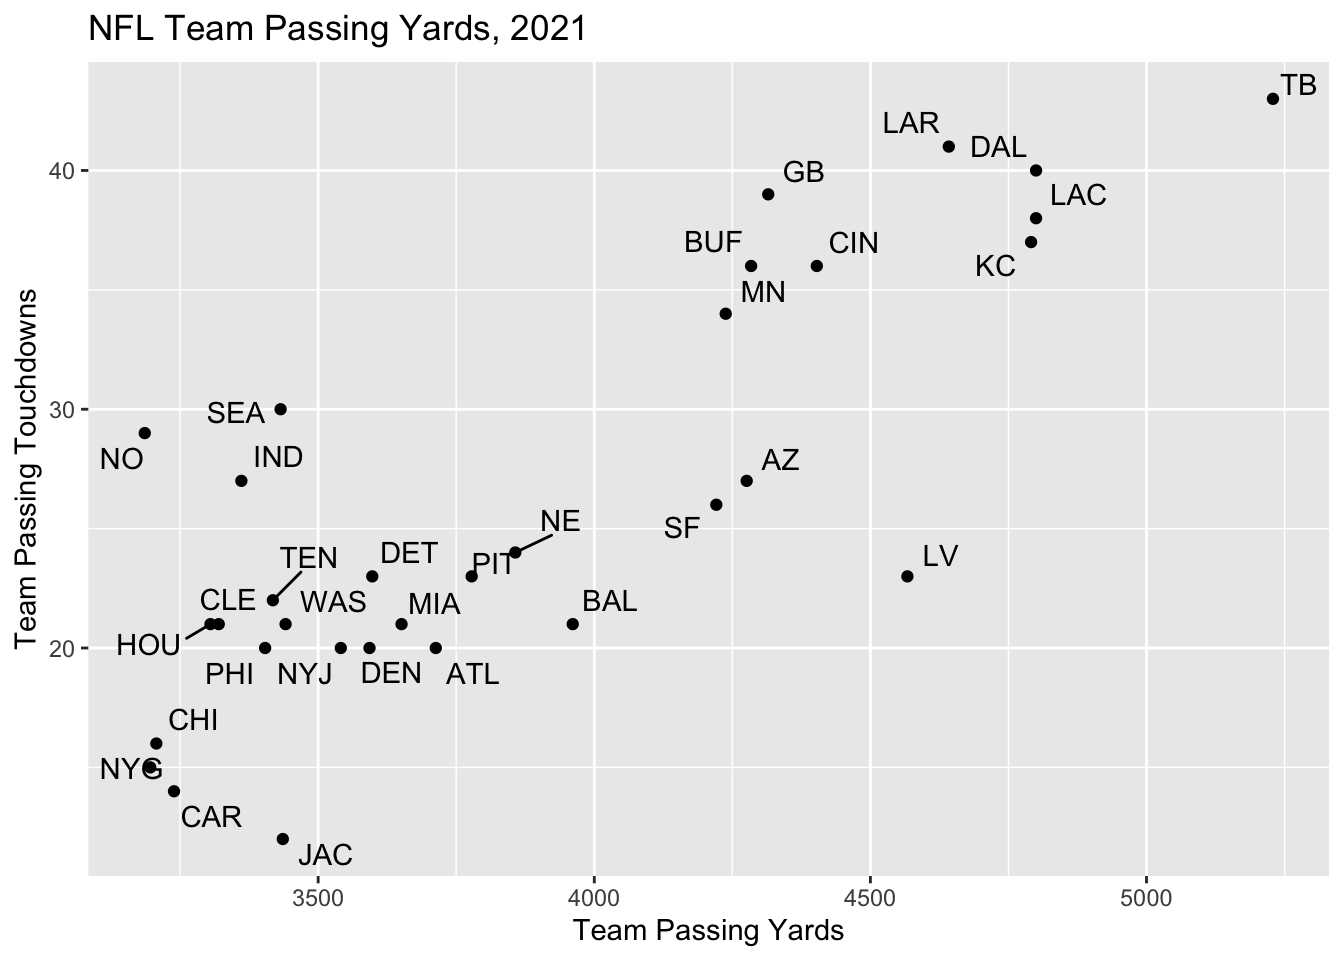 NFL Team Passing Yards, 2021
TB
LAR
DAL
40
GB
LAC
BUF
CIN
KC
MN
Team Passing Touchdowns
30
SEA
NO
IND
AZ
NE
SF
TEN
DET
PIT
LV
CLE
WAS
MIA
BAL
HOU
20
PHI
NYJ
DEN
ATL
CHI
NYG
CAR
JAC
3500
4000
4500
5000
Team Passing Yards